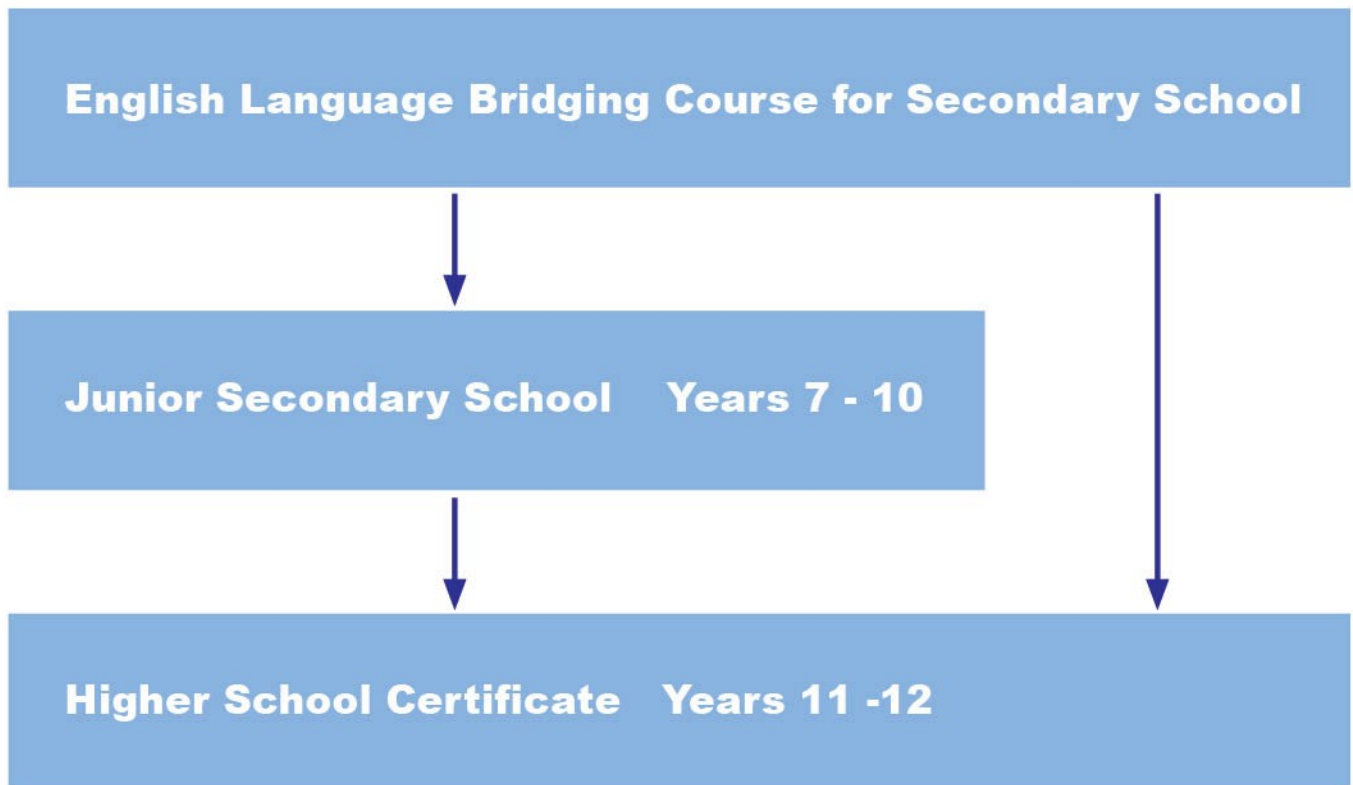 English Language Bridging Course for Secondary School
Junior Secondary School Years 7 - 10
Higher School Certificate Years 11 -12